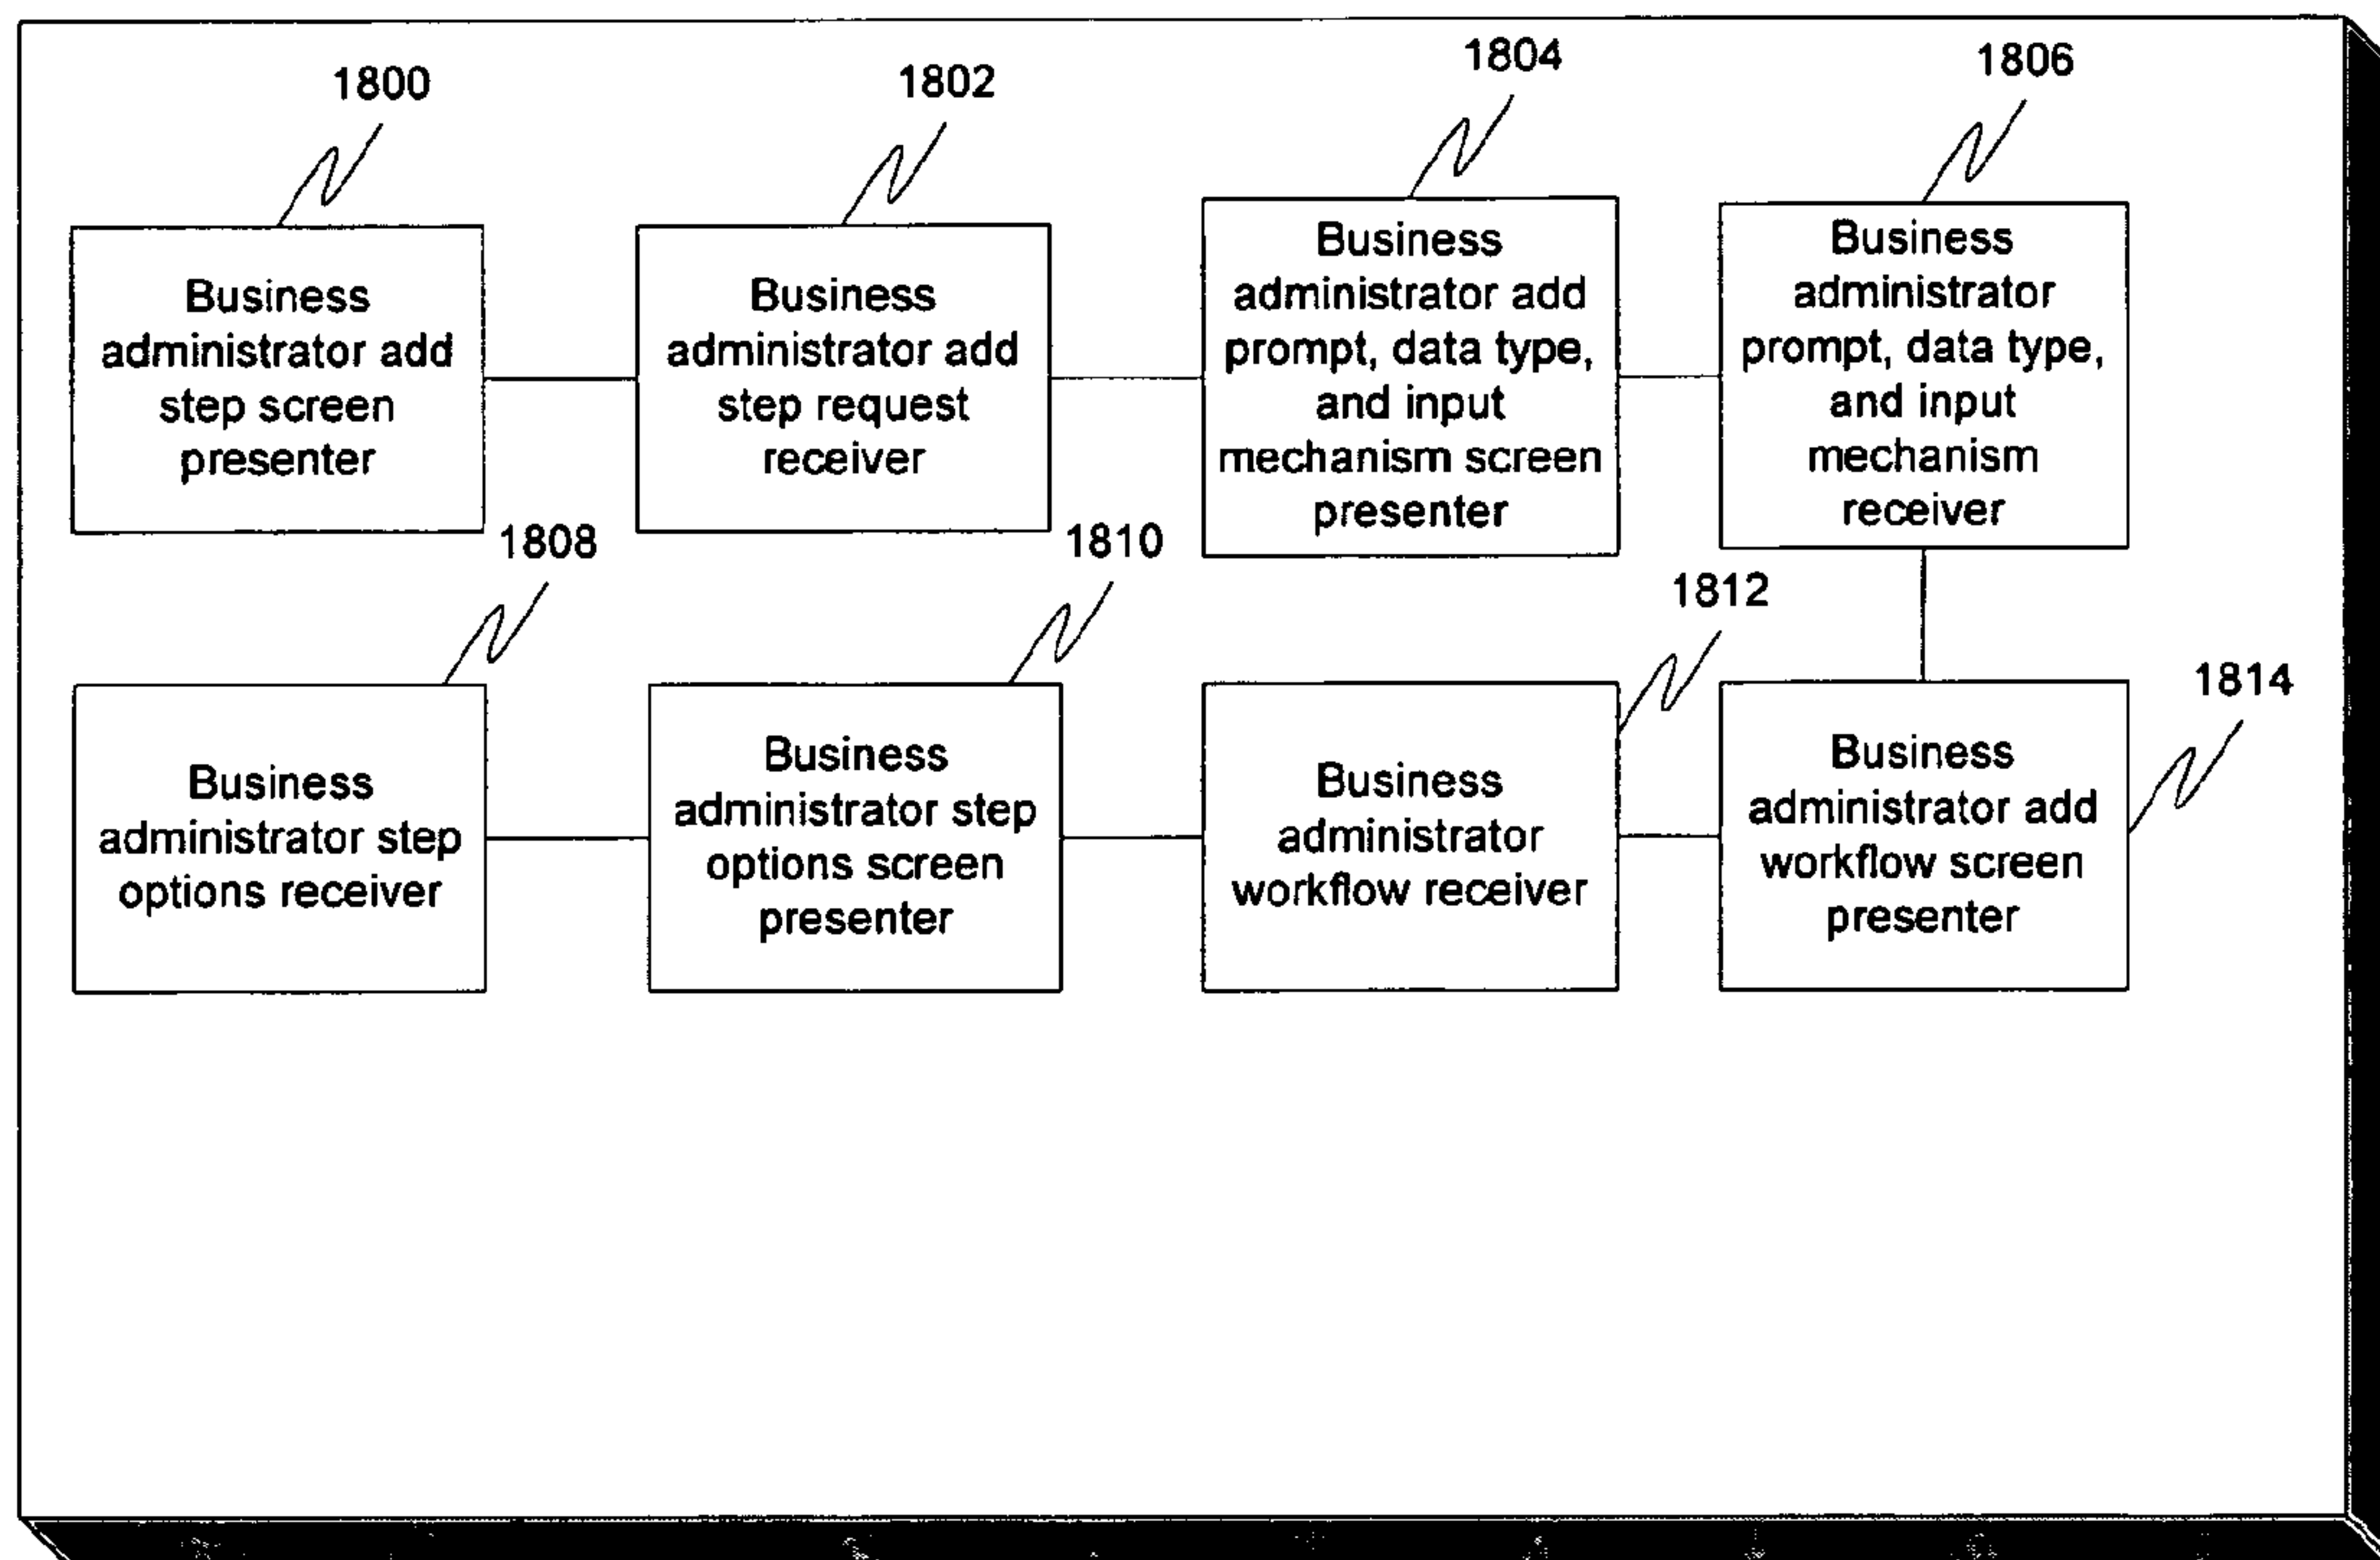 1800
1802
1804
1806
Business
administrator add
step screen
presenter
Business
administrator add
step request
receiver
Business
administrator add
prompt, data type,
and input
mechanism screen
presenter
Business
administrator
prompt, data type,
and input
mechanism
receiver
1808
1810
1812
1814
Business
administrator step
options receiver
Business
administrator step
options screen
presenter
Business
administrator
workflow receiver
Business
administrator add
workflow screen
presenter